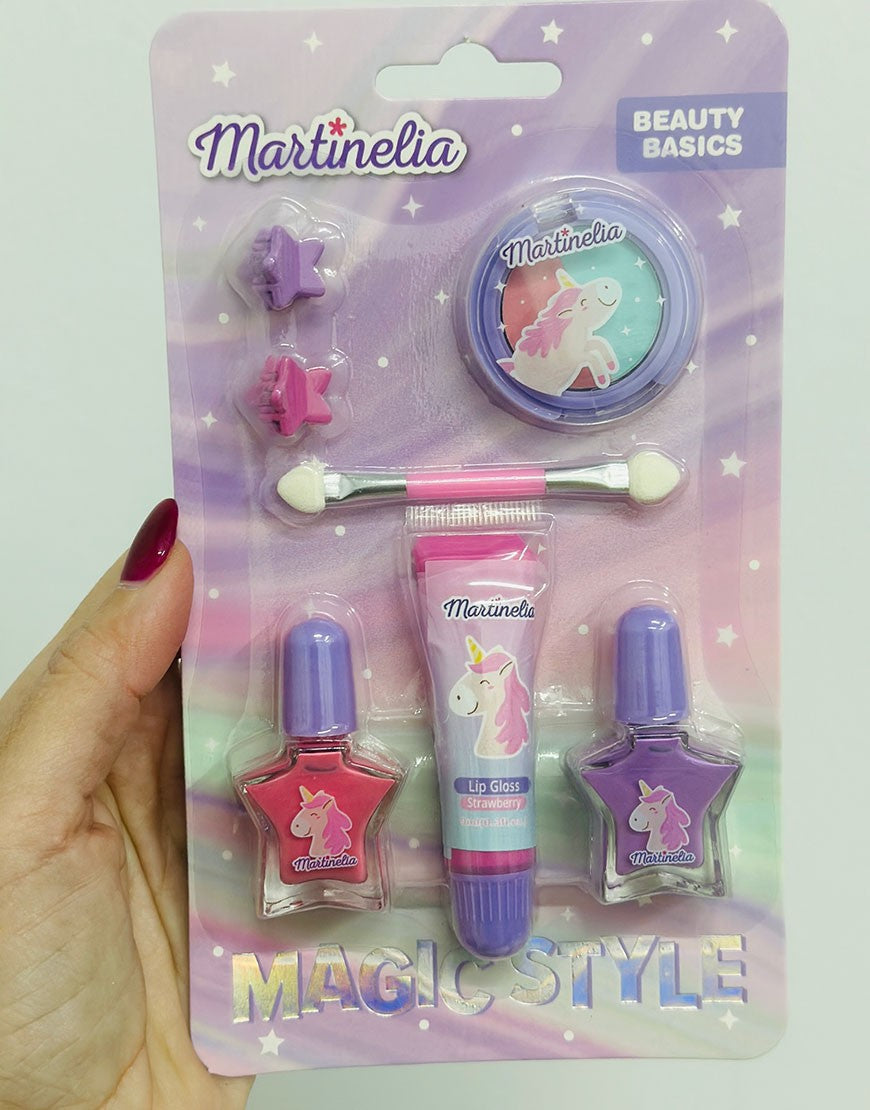 Martinelia
BEAUTY
BASICS
Martinelia
Martinelia
Lip Gloss
Strawberry
Martinelia
Martinelia
MAGIC STYLE